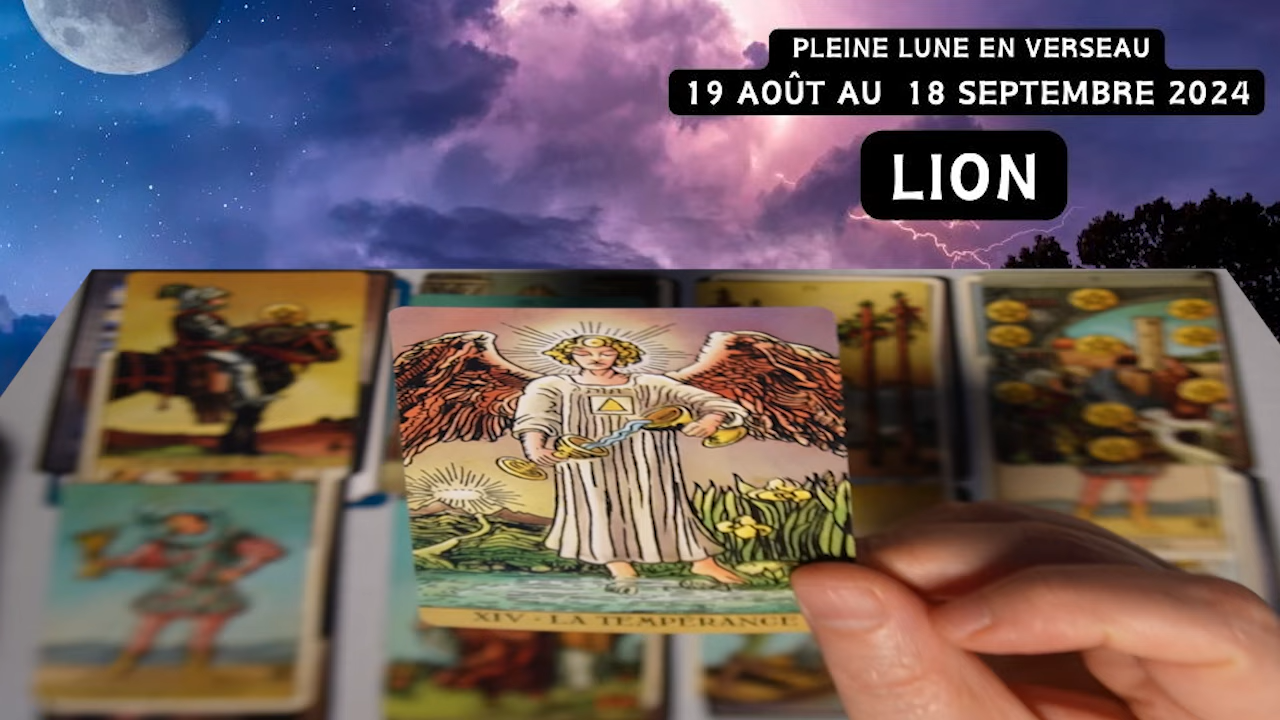 PLEINE LUNE EN VERSEAU
19 AOÛT AU 18 SEPTEMBRE 2024
LION
XIV - LA TEMPÉRANCE